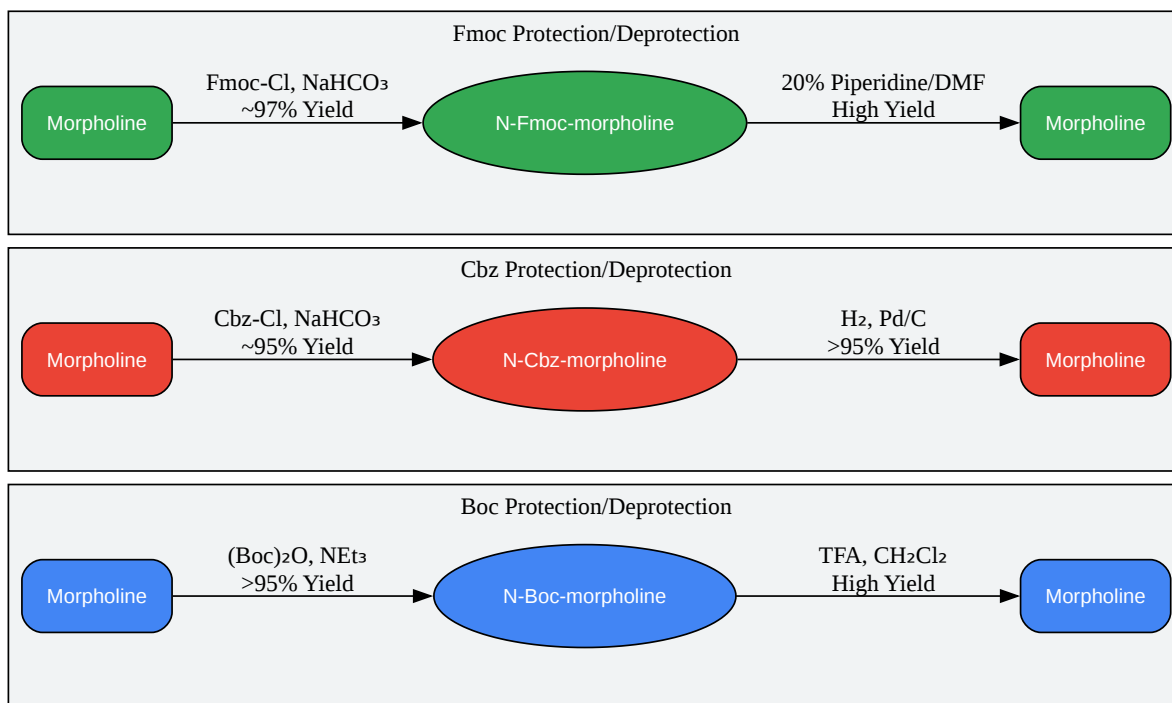 Fmoc Protection/Deprotection
Fmoc-Cl, NaHCO₃
~97% Yield
20% Piperidine/DMF
High Yield
Morpholine
N-Fmoc-morpholine
Morpholine
Cbz Protection/Deprotection
Cbz-Cl, NaHCO₃
~95% Yield
H₂, Pd/C
>95% Yield
Morpholine
N-Cbz-morpholine
Morpholine
Boc Protection/Deprotection
(Boc)₂O, NEt₃
>95% Yield
TFA, CH₂Cl₂
High Yield
Morpholine
N-Boc-morpholine
Morpholine